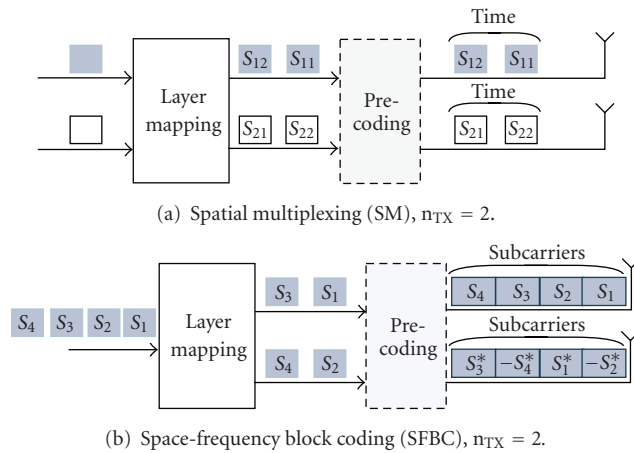 Time
S12 S11 S12 S11
Layer mapping
Pre-coding
Time
S21 S22 S21 S22
(a) Spatial multiplexing (SM), nTX = 2.
Subcarriers
S3 S1 S4 S3 S2 S1
S4 S3 S2 S1
Layer mapping
Pre-coding
Subcarriers
S4 S2 S3* −S4* S1* −S2*
(b) Space-frequency block coding (SFBC), nTX = 2.